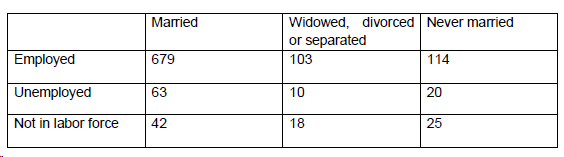 Married Widowed, divorced or separated Never married
Employed 679 103 114
Unemployed 63 10 20
Not in labor force 42 18 25